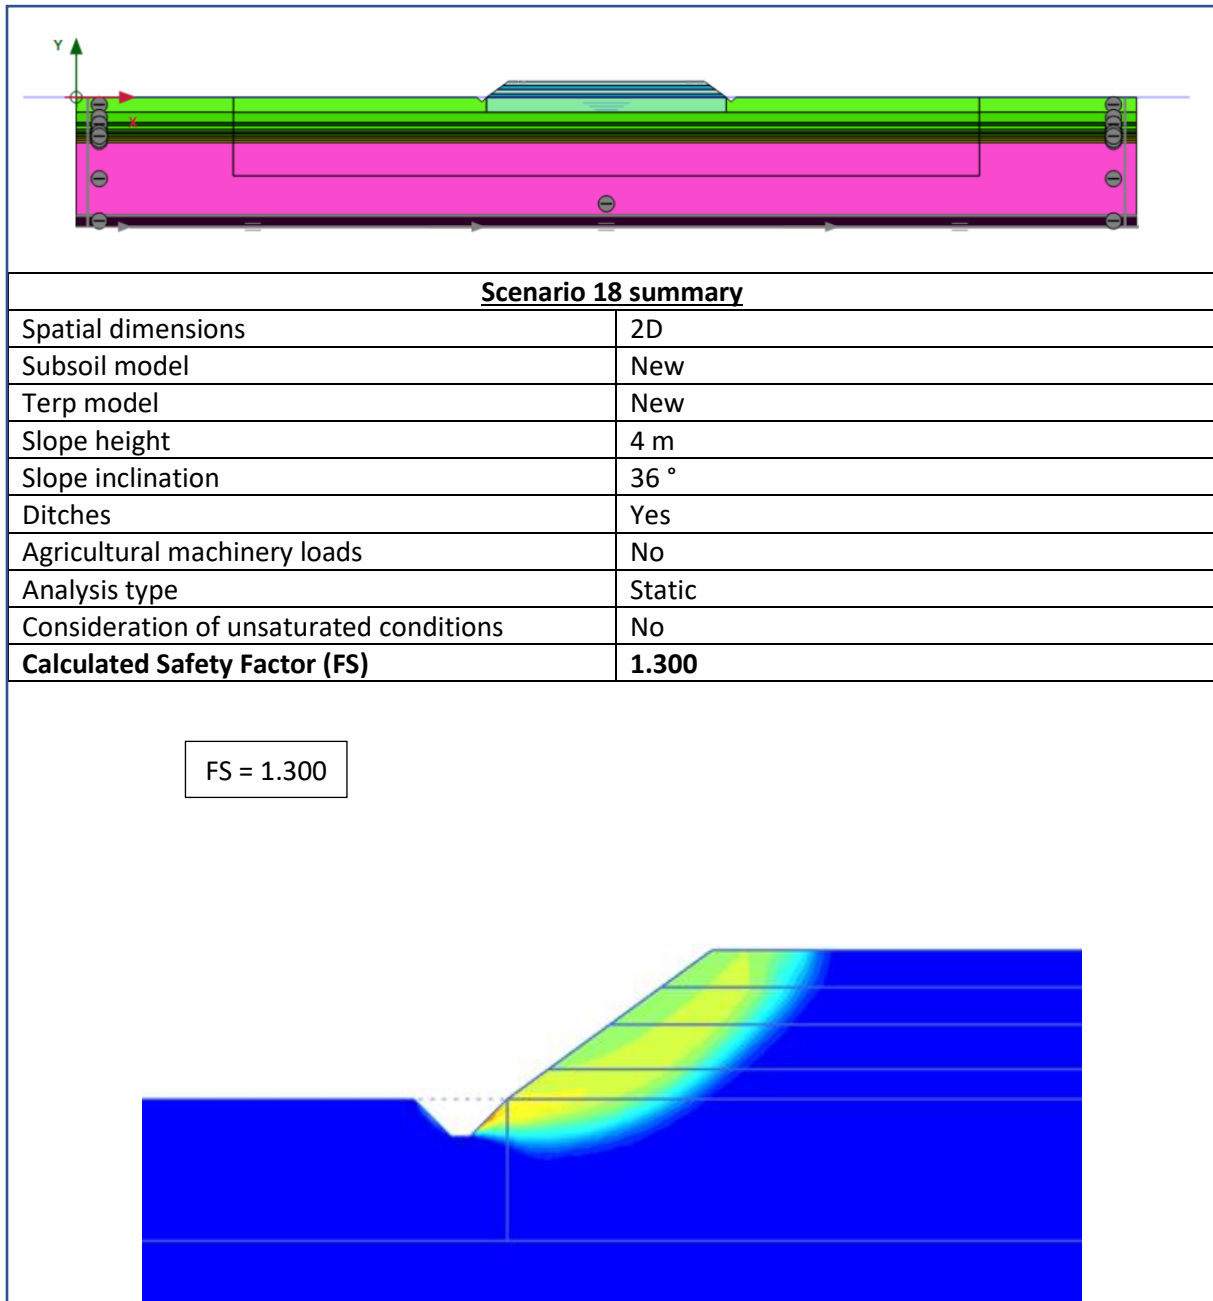 Y
X
Scenario 18 summary
Spatial dimensions 2D
Subsoil model New
Terp model New
Slope height 4 m
Slope inclination 36 °
Ditches Yes
Agricultural machinery loads No
Analysis type Static
Consideration of unsaturated conditions No
Calculated Safety Factor (FS) 1.300
FS = 1.300